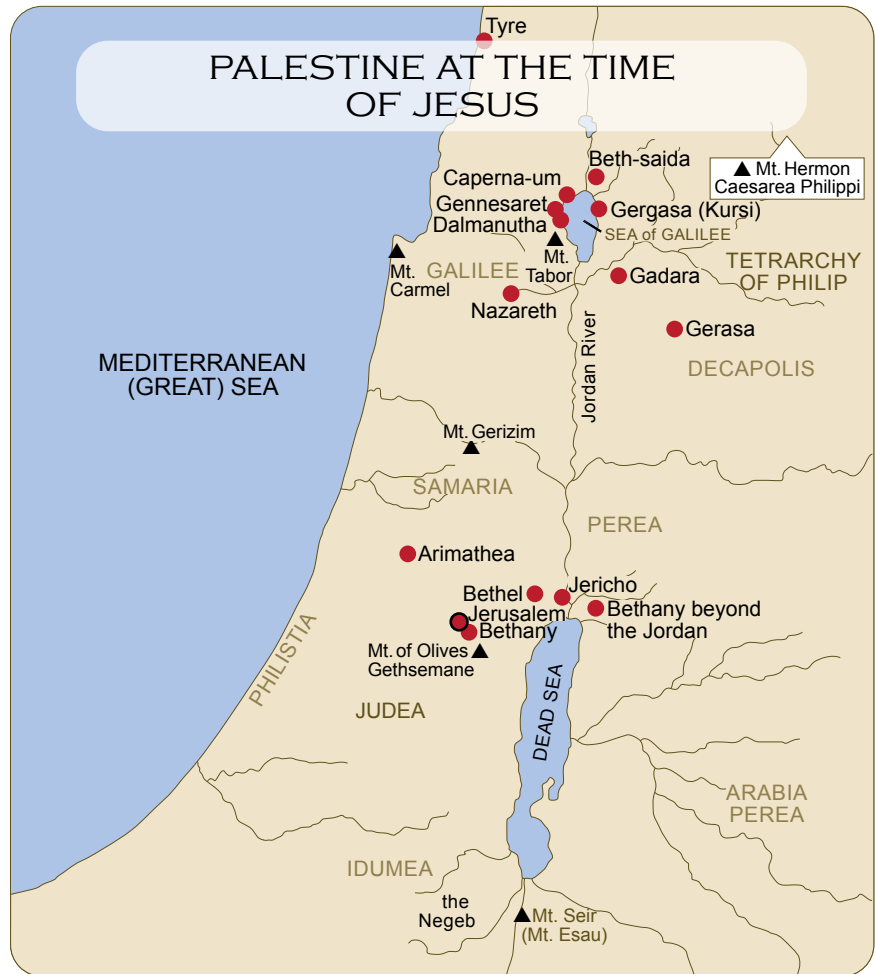 Tyre
PALESTINE AT THE TIME
OF JESUS
Beth-saida
Mt. Hermon
Caesarea Philippi
Caperna-um
Gennesaret
Gergasa (Kursi)
Dalmanutha
SEA of GALILEE
Mt.
Tabor
Mt.
Carmel
GALILEE
TETRARCHY
OF PHILIP
Gadara
Nazareth
Jordan River
Gerasa
MEDITERRANEAN
(GREAT) SEA
DECAPOLIS
Mt. Gerizim
SAMARIA
PEREA
Arimathea
Bethel
Jericho
Jerusalem
Bethany beyond
the Jordan
Bethany
Mt. of Olives
Gethsemane
PHILISTIA
JUDEA
DEAD SEA
ARABIA
PEREA
IDUMEA
the
Negeb
Mt. Seir
(Mt. Esau)